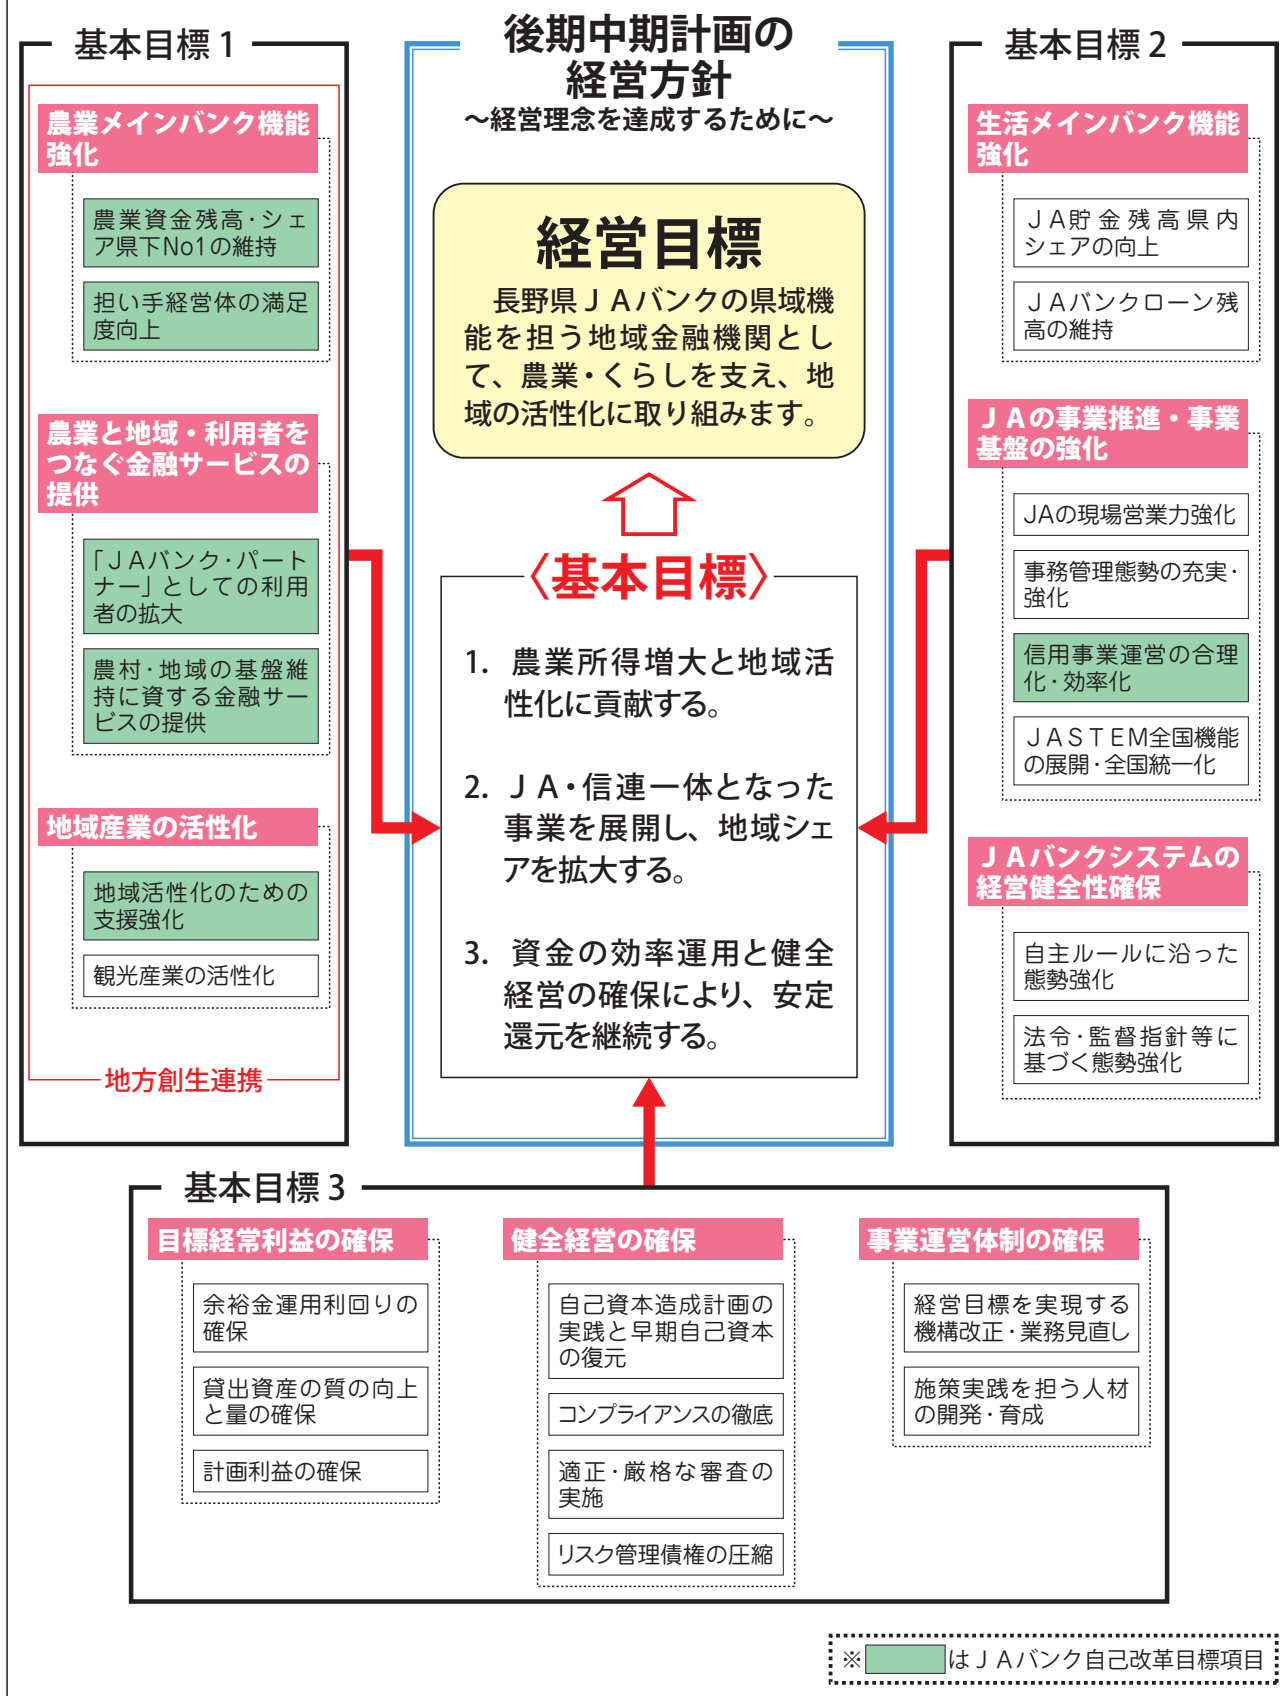 後期中期計画の
経営方針
～経営理念を達成するために～
経営目標
長野県ＪＡバンクの県域機
能を担う地域金融機関とし
て、農業・くらしを支え、地
域の活性化に取り組みます。
〈基本目標〉
1. 農業所得増大と地域活
性化に貢献する。
2. ＪＡ・信連一体となった
事業を展開し、地域シェ
アを拡大する。
3. 資金の効率運用と健全
経営の確保により、安定
還元を継続する。
基本目標 1
農業メインバンク機能
強化
農業資金残高・シェ
ア県下No1の維持
担い手経営体の満足
度向上
農業と地域・利用者を
つなぐ金融サービスの
提供
「ＪＡバンク・パート
ナー」としての利用
者の拡大
農村・地域の基盤維
持に資する金融サー
ビスの提供
地域産業の活性化
地域活性化のための
支援強化
観光産業の活性化
地方創生連携
基本目標 2
生活メインバンク機能
強化
ＪＡ貯金残高県内
シェアの向上
ＪＡバンクローン残
高の維持
ＪＡの事業推進・事業
基盤の強化
JAの現場営業力強化
事務管理態勢の充実・
強化
信用事業運営の合理
化・効率化
ＪＡＳＴＥＭ全国機能
の展開・全国統一化
ＪＡバンクシステムの
経営健全性確保
自主ルールに沿った
態勢強化
法令・監督指針等に
基づく態勢強化
基本目標 3
目標経常利益の確保
余裕金運用利回りの
確保
貸出資産の質の向上
と量の確保
計画利益の確保
健全経営の確保
自己資本造成計画の
実践と早期自己資本
の復元
コンプライアンスの徹底
適正・厳格な審査の
実施
リスク管理債権の圧縮
事業運営体制の確保
経営目標を実現する
機構改正・業務見直し
施策実践を担う人材
の開発・育成
※はＪＡバンク自己改革目標項目